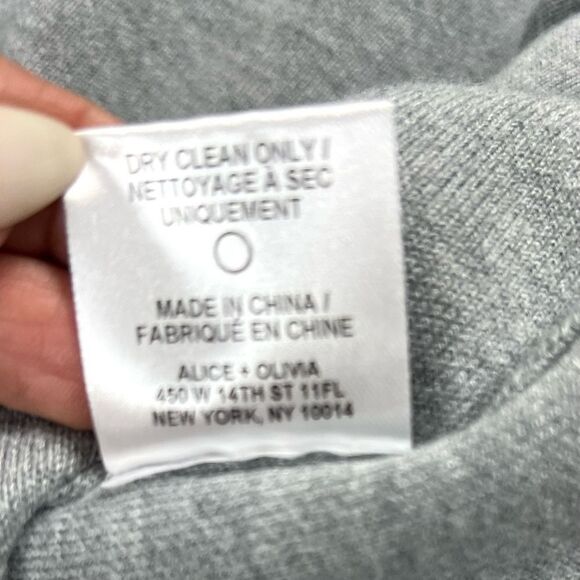 DRY CLEAN ONLY /
NETTOYAGE À SEC
UNIQUEMENT
MADE IN CHINA /
FABRIQUÉ EN CHINE
ALICE + OLIVIA
450 W 14TH ST 11FL
NEW YORK, NY 10014